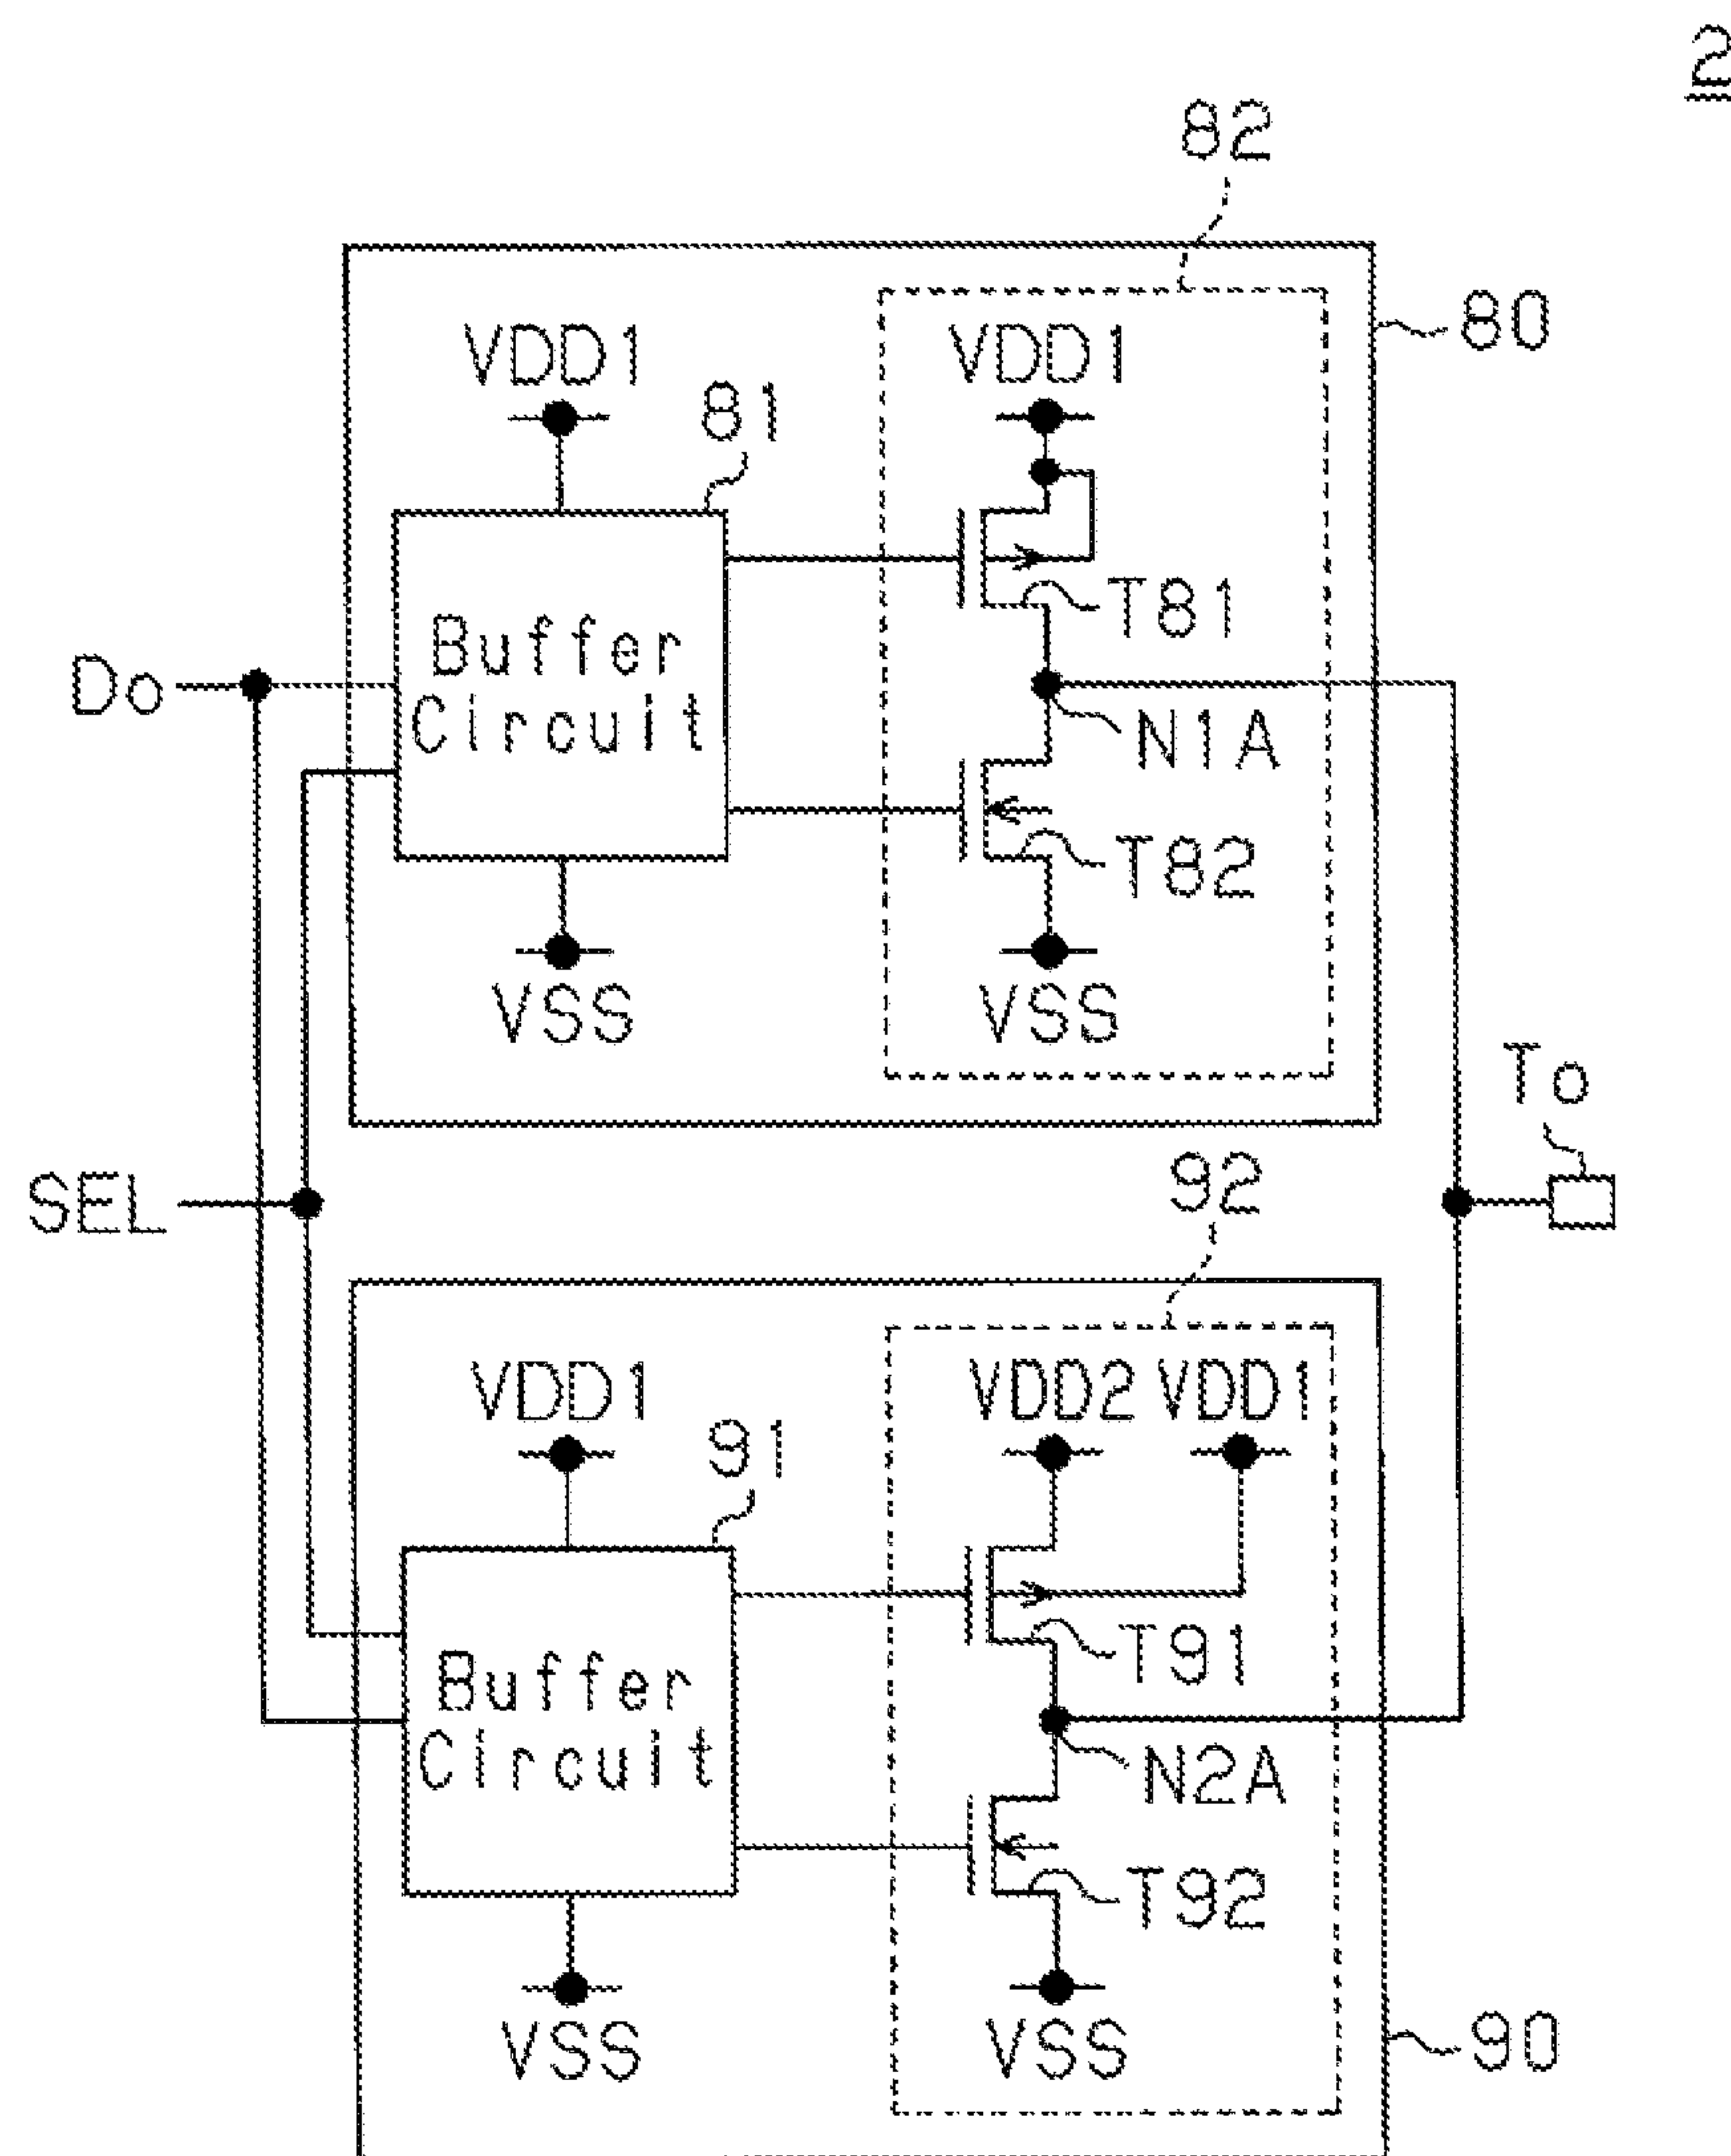 2
82
80
VDD1
VDD1
81
Buffer
Circuit
T81
Do
N1A
T82
VSS
VSS
To
SEL
92
VDD1
VDD2 VDD1
91
Buffer
Circuit
T91
N2A
T92
VSS
VSS
90